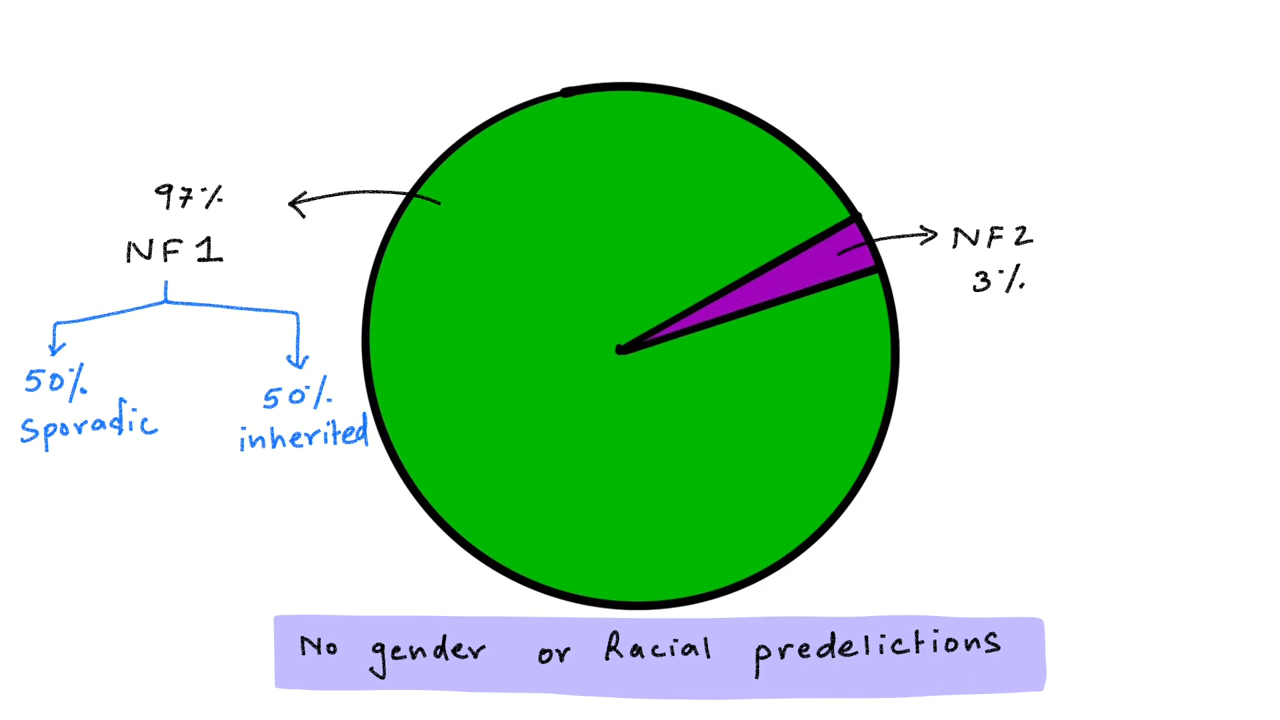 97%
NF1
50%
Sporadic
50%
inherited
NF2
3%
No gender or Racial predelictions